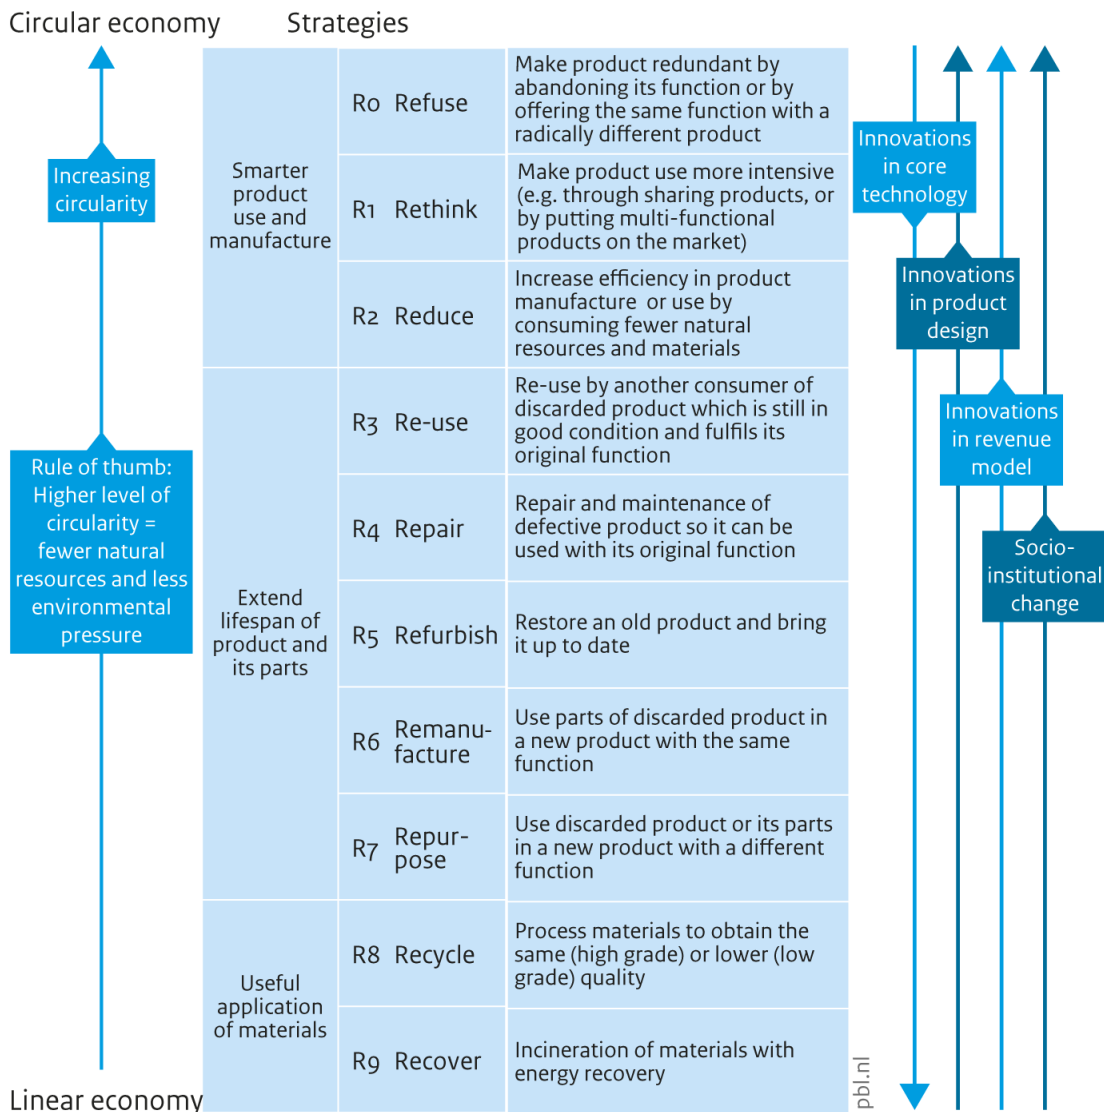 Circular economy
Strategies
Increasing
circularity
Rule of thumb:
Higher level of
circularity =
fewer natural
resources and less
environmental
pressure
Linear economy
Smarter
product
use and
manufacture
R0 Refuse
Make product redundant by
abandoning its function or by
offering the same function with a
radically different product
R1 Rethink
Make product use more intensive
(e.g. through sharing products, or
by putting multi-functional
products on the market)
R2 Reduce
Increase efficiency in product
manufacture or use by
consuming fewer natural
resources and materials
Extend
lifespan of
product and
its parts
R3 Re-use
Re-use by another consumer of
discarded product which is still in
good condition and fulfils its
original function
R4 Repair
Repair and maintenance of
defective product so it can be
used with its original function
R5 Refurbish
Restore an old product and bring
it up to date
R6 Remanu-
facture
Use parts of discarded product in
a new product with the same
function
R7 Repur-
pose
Use discarded product or its parts
in a new product with a different
function
Useful
application
of materials
R8 Recycle
Process materials to obtain the
same (high grade) or lower (low
grade) quality
R9 Recover
Incineration of materials with
energy recovery
Innovations
in core
technology
Innovations
in product
design
Innovations
in revenue
model
Socio-
institutional
change
pbl.nl